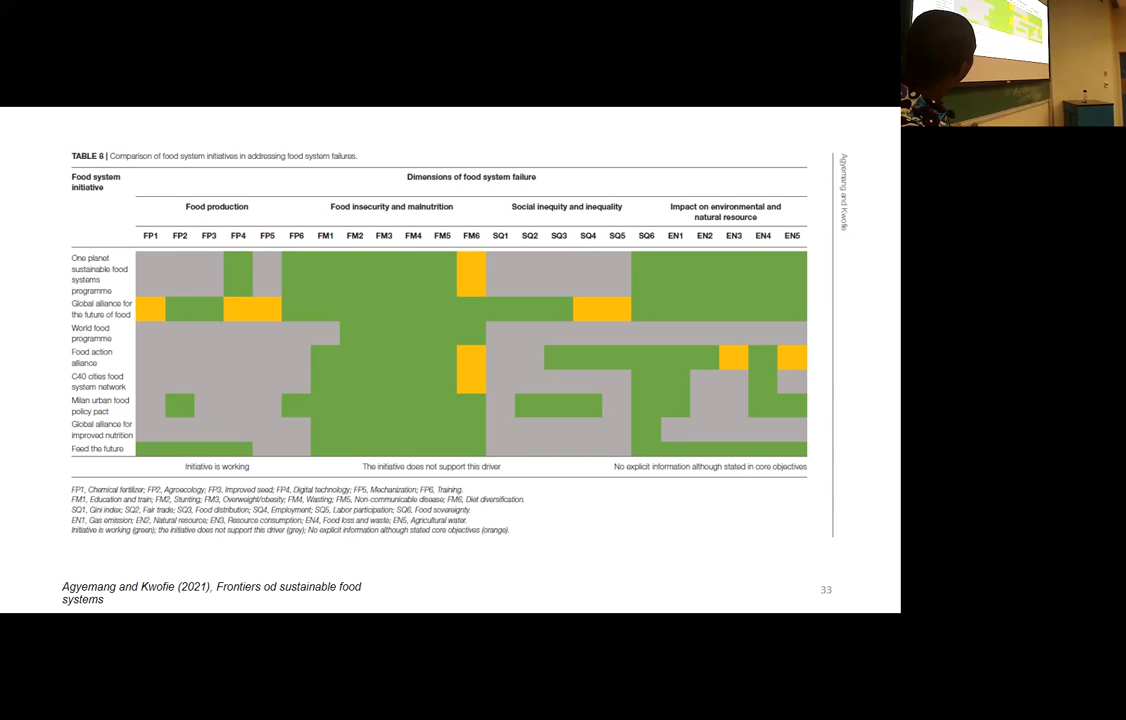 TABLE 8 | Comparison of food system initiatives in addressing food system failures.
Food system
initiative
Dimensions of food system failure
Food production
Food insecurity and malnutrition
Social inequity and inequality
Impact on environmental and
natural resource
FP1 FP2 FP3 FP4 FP5 FP6 FM1 FM2 FM3 FM4 FM5 FM6 SQ1 SQ2 SQ3 SQ4 SQ5 SQ6 EN1 EN2 EN3 EN4 EN5
One planet
sustainable food
systems
programme
Global alliance for
the future of food
World food
programme
Food action
alliance
C40 cities food
system network
Milan urban food
policy pact
Global alliance for
improved nutrition
Feed the future
Initiative is working
The initiative does not support this driver
No explicit information although stated in core objectives
FP1, Chemical fertilizer; FP2, Agroecology; FP3, Improved seed; FP4, Digital technology; FP5, Mechanization; FP6, Training.
FM1, Education and train; FM2, Stunting; FM3, Overweight/obesity; FM4, Wasting; FM5, Non-communicable disease; FM6, Diet diversification.
SQ1, Gini index; SQ2, Fair trade; SQ3, Food distribution; SQ4, Employment; SQ5, Labor participation; SQ6, Food sovereignty.
EN1, Gas emission; EN2, Natural resource; EN3, Resource consumption; EN4, Food loss and waste; EN5, Agricultural water.
Initiative is working (green); the initiative does not support this driver (grey); No explicit information although stated core objectives (orange).
Agyemang and Kwofie
Agyemang and Kwofie (2021), Frontiers od sustainable food
systems
33